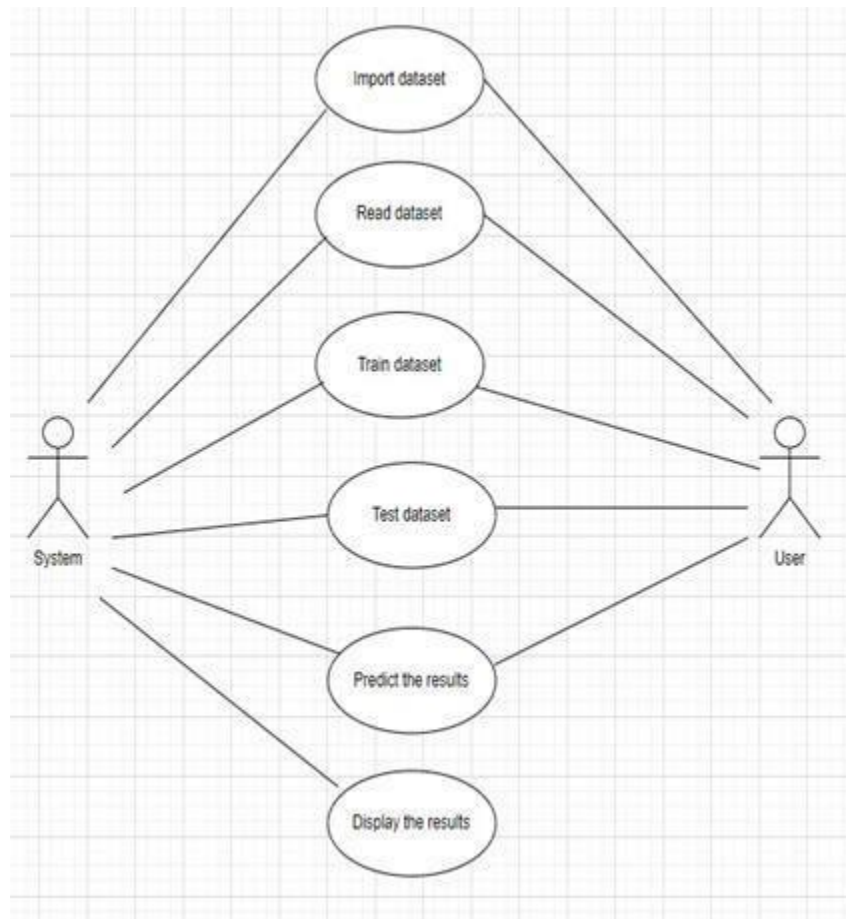 Import dataset
Read dataset
Train dataset
Test dataset
System
User
Predict the results
Display the results